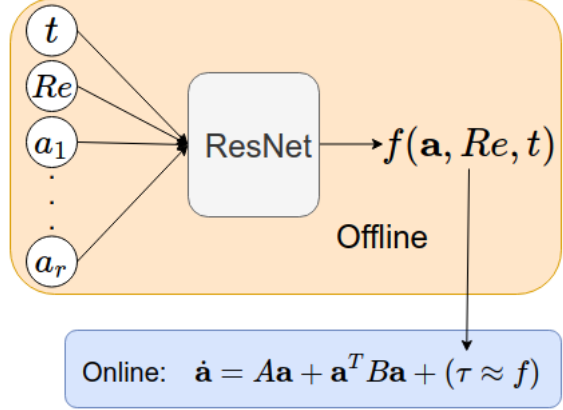 t
Re
a₁
.
.
.
aᵣ
ResNet
f(𝐚, Re, t)
Offline
Online: 𝐚̇ = A𝐚 + 𝐚ᵀB𝐚 + (τ ≈ f)